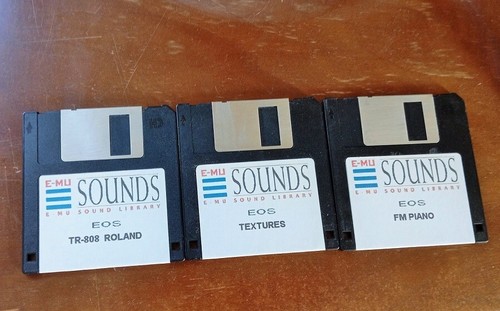 E-MU SOUNDS
E-MU SOUND LIBRARY
EOS
TR-808 ROLAND
E-MU SOUNDS
E-MU SOUND LIBRARY
EOS
TEXTURES
E-MU SOUNDS
E-MU SOUND LIBRARY
EOS
FM PIANO